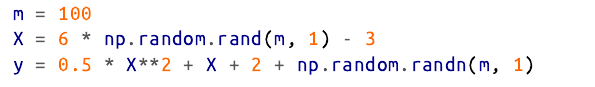 m = 100
X = 6 * np.random.rand(m, 1) - 3
y = 0.5 * X**2 + X + 2 + np.random.randn(m, 1)